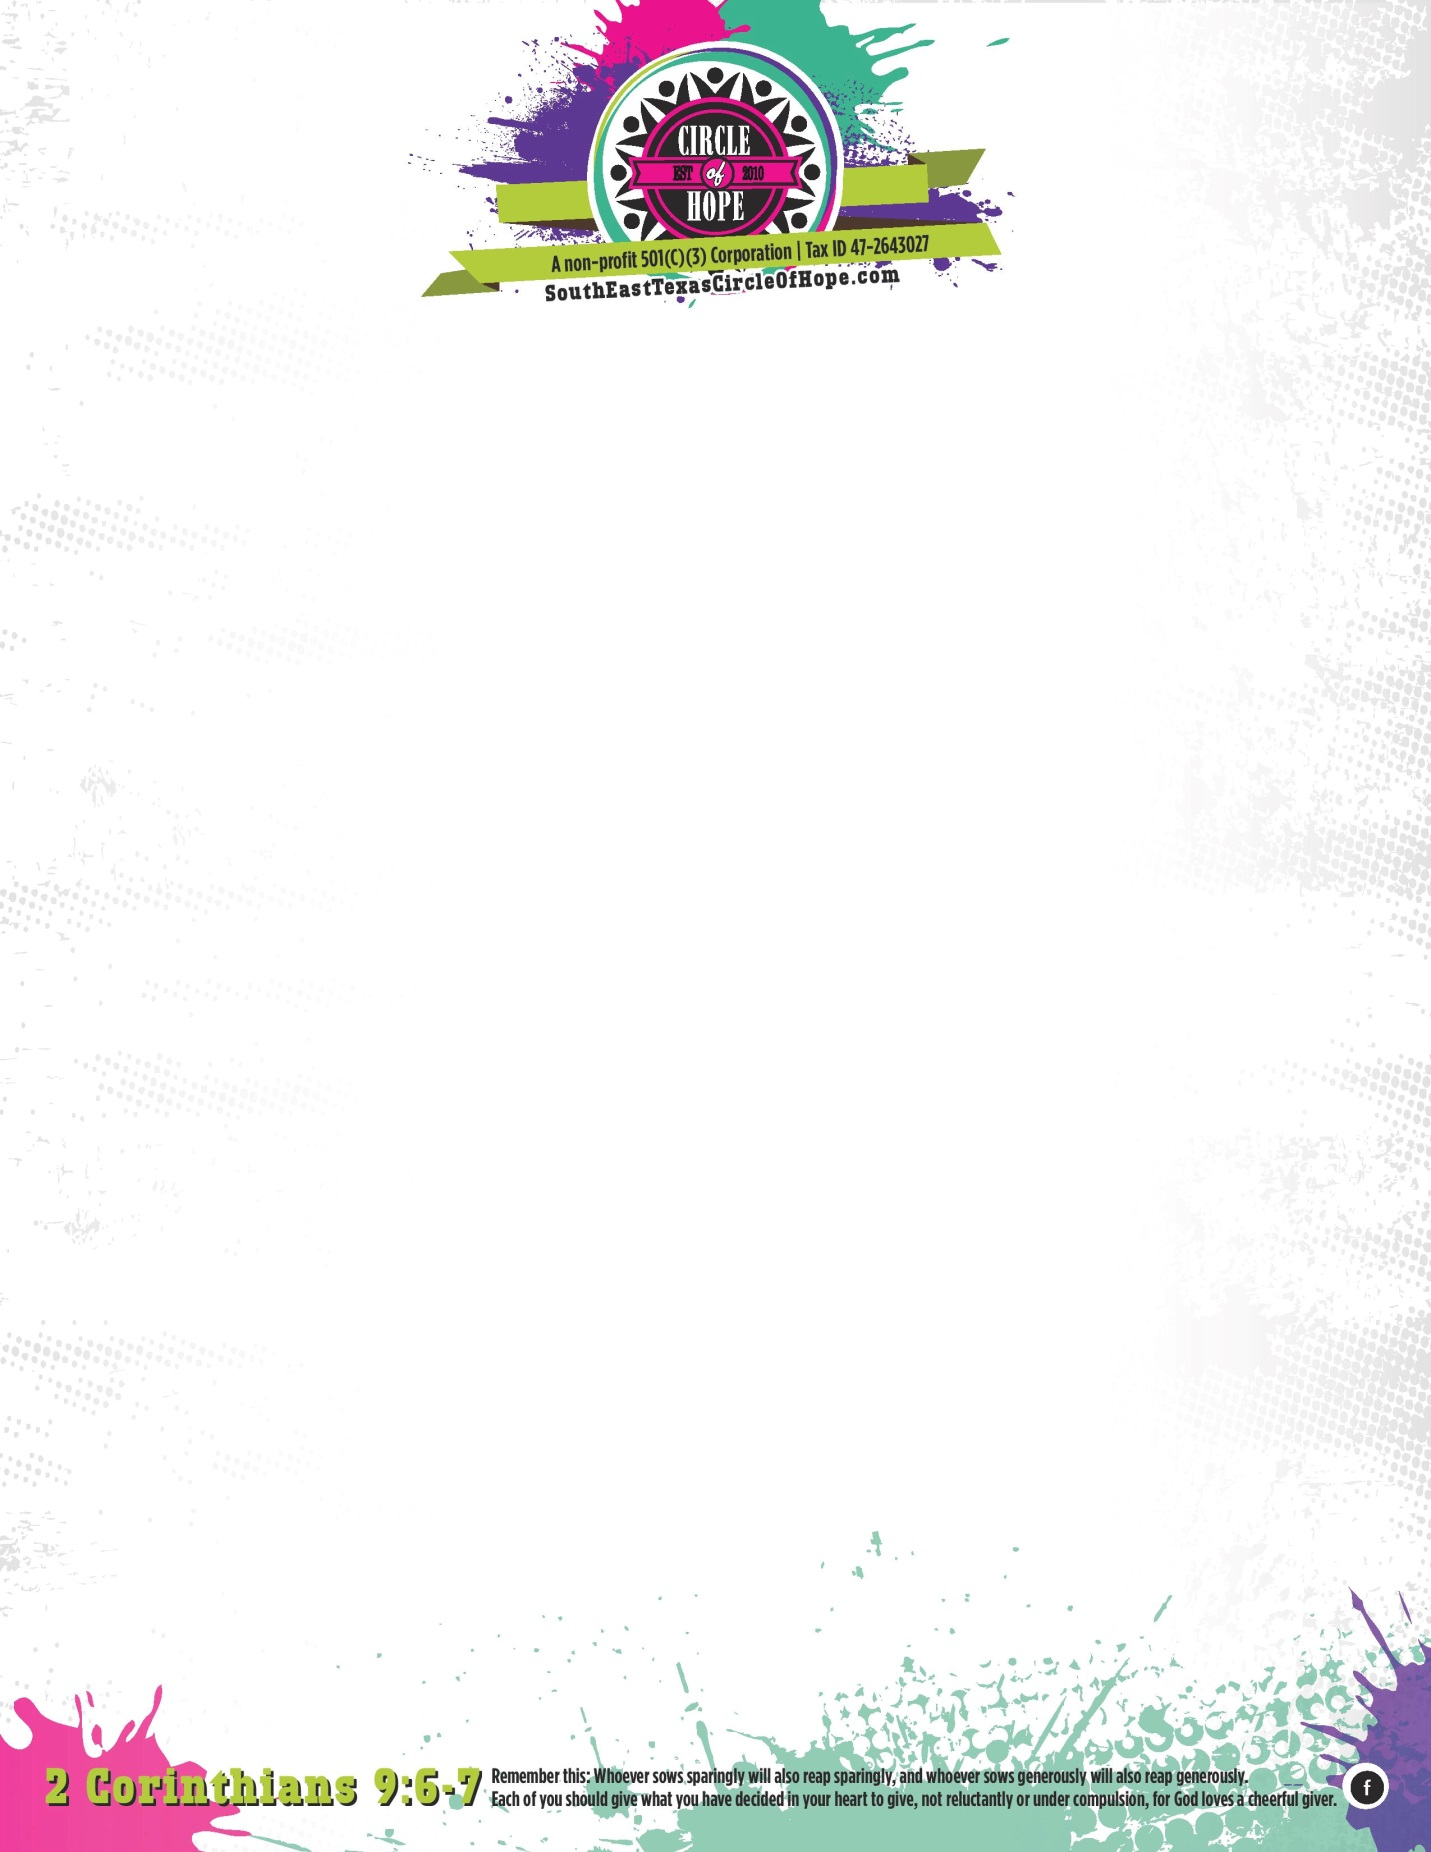 CIRCLE
EST of 2010
HOPE
A non-profit 501(C)(3) Corporation | Tax ID 47-2643027
SouthEastTexasCircleOfHope.com
2 Corinthians 9:6-7
Remember this: Whoever sows sparingly will also reap sparingly, and whoever sows generously will also reap generously.
Each of you should give what you have decided in your heart to give, not reluctantly or under compulsion, for God loves a cheerful giver.
f